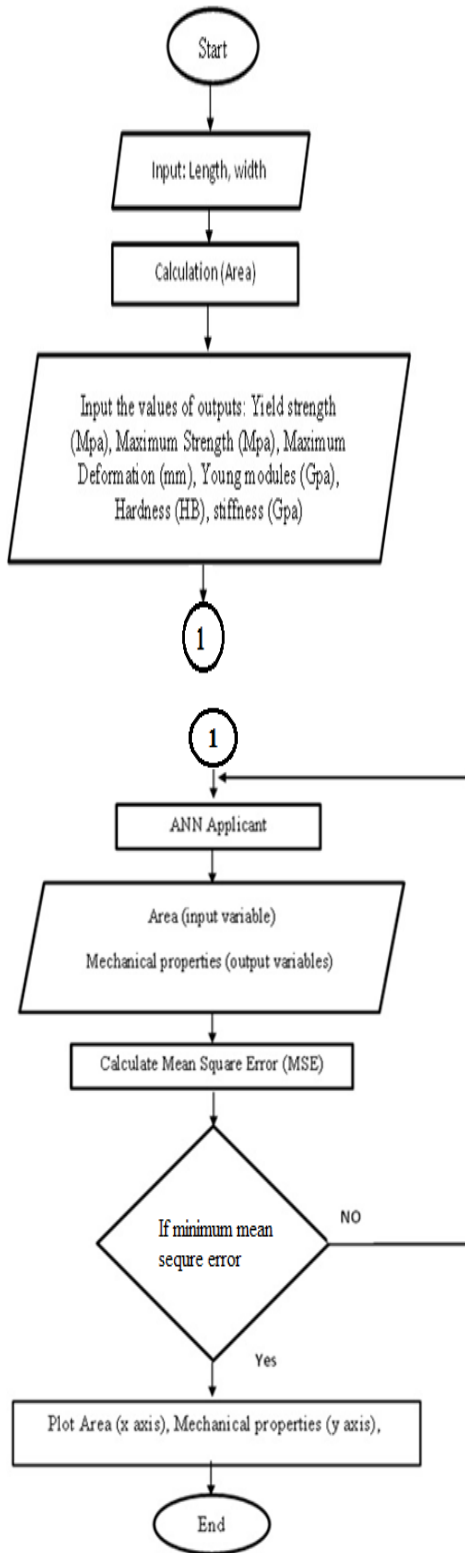 Start
Input: Length, width
Calculation (Area)
Input the values of outputs: Yield strength
(Mpa), Maximum Strength (Mpa), Maximum
Deformation (mm), Young modules (Gpa),
Hardness (HB), stiffness (Gpa)
1
1
ANN Applicant
Area (input variable)
Mechanical properties (output variables)
Calculate Mean Square Error (MSE)
If minimum mean
sequre error
NO
Yes
Plot Area (x axis), Mechanical properties (y axis),
End